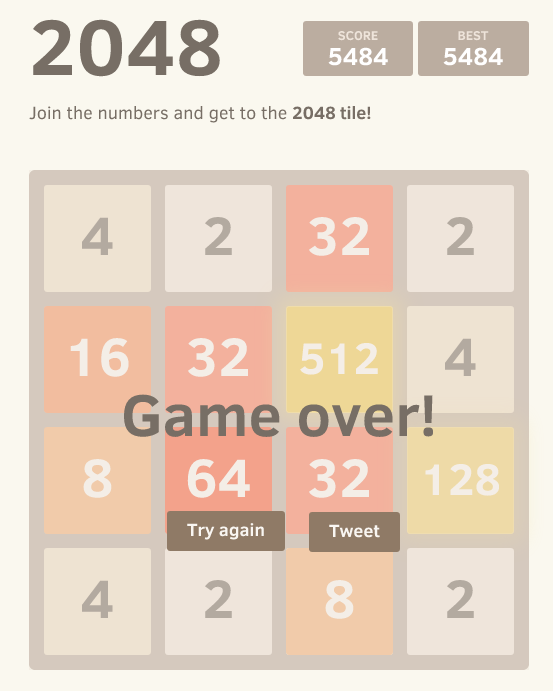 2048
SCORE
5484
BEST
5484
Join the numbers and get to the 2048 tile!
4 2 32 2
16 32 512 4
Game over!
8 64 32 128
Try again Tweet
4 2 8 2